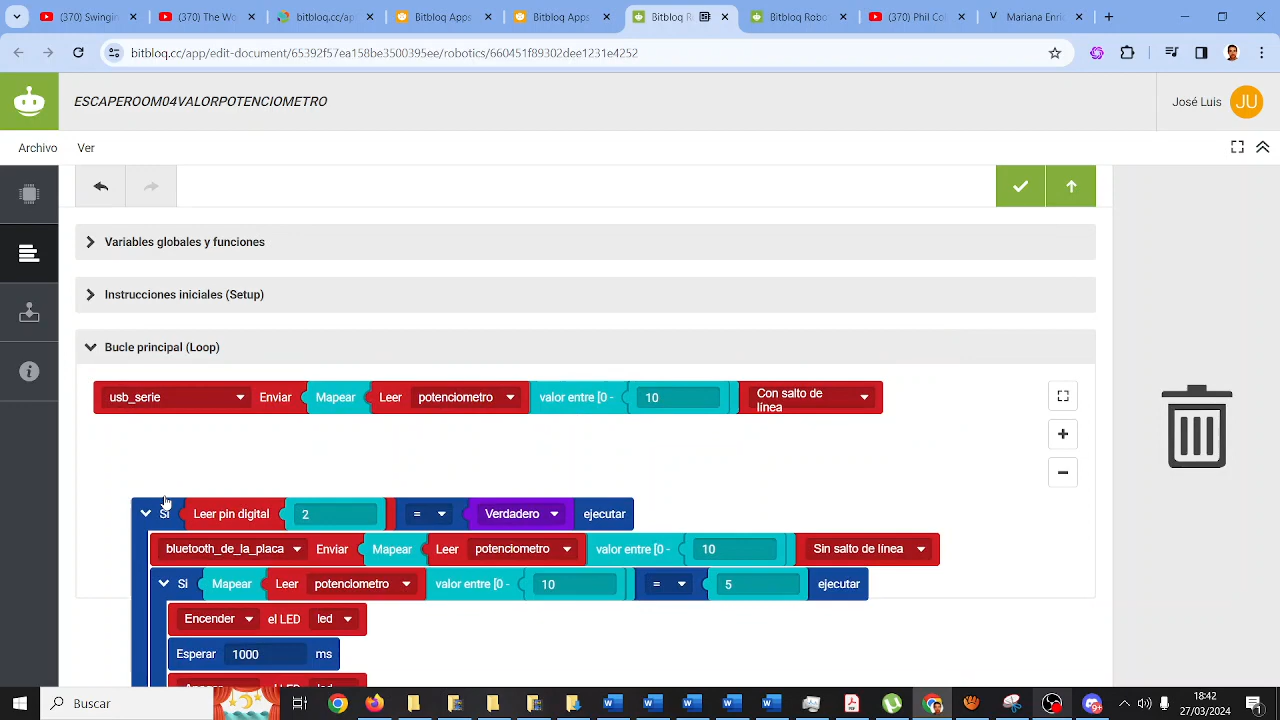 (370) Swingin
(370) The Wo
(320) ap
Bitbloq Apps
Bitbloq Apps
Bitbloq R
Bitbloq Robo
(370) Phil Co
Mariana Enri
bitbloq.cc/app/edit-document/65392f57ea158be3500395ee/robotics/660451f89302dee1231e4252
ESCAPEROOM04VALORPOTENCIOMETRO
José Luis JU
Archivo Ver
Variables globales y funciones
Instrucciones iniciales (Setup)
Bucle principal (Loop)
usb_serie Enviar Mapear Leer potenciometro valor entre [0 - 10 Con salto de línea
Si Leer pin digital 2 = Verdadero ejecutar
bluetooth_de_la_placa Enviar Mapear Leer potenciometro valor entre [0 - 10 Sin salto de línea
Si Mapear Leer potenciometro valor entre [0 - 10 = 5 ejecutar
Encender el LED led
Esperar 1000 ms
Buscar
18:42
27/03/2024